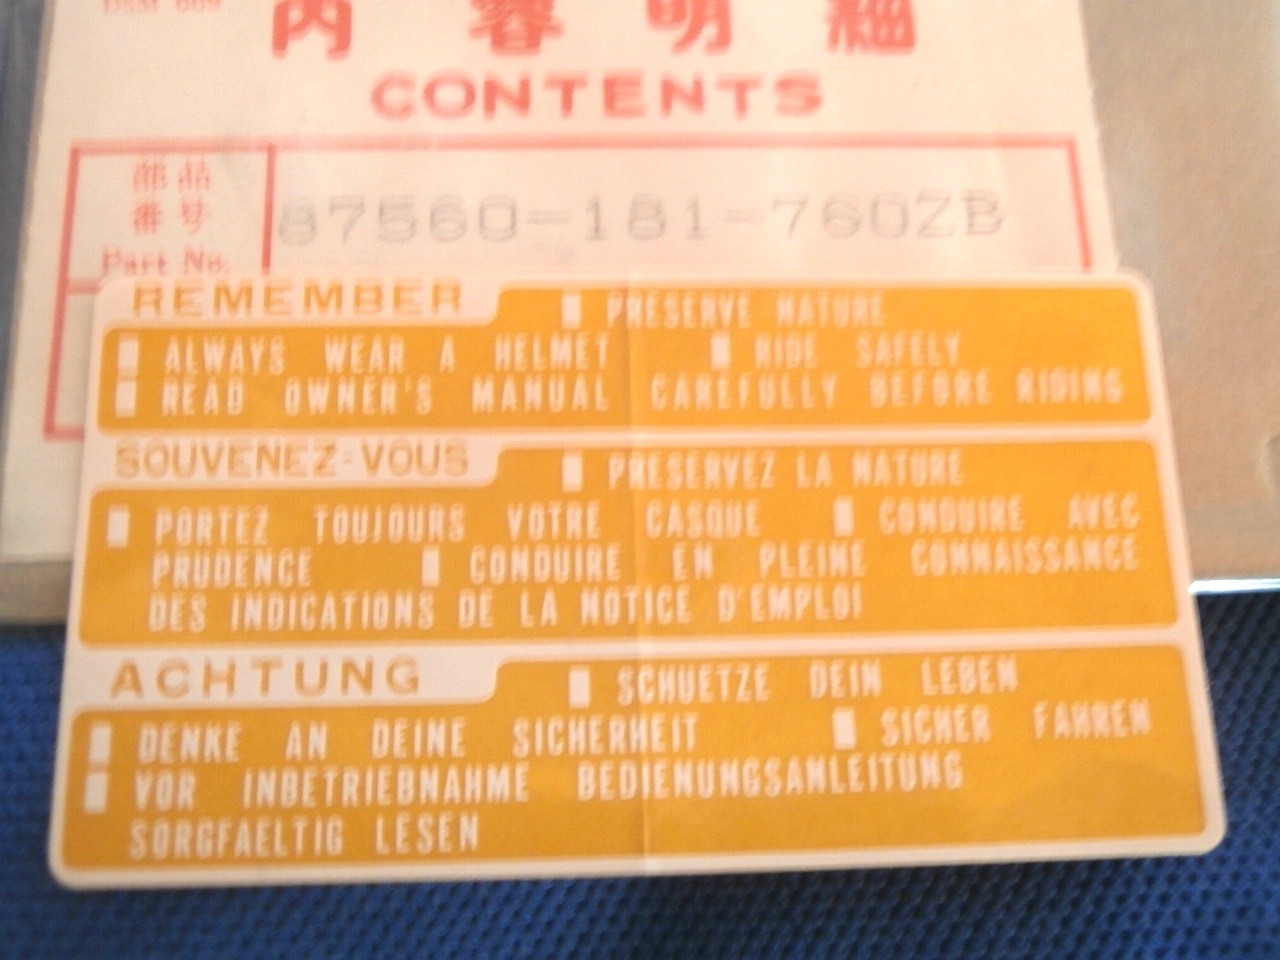 DSM 009
内容明細
CONTENTS
部品
番号
Part No.
87560-181-760ZB
REMEMBER
PRESERVE NATURE
ALWAYS WEAR A HELMET RIDE SAFELY
READ OWNER'S MANUAL CAREFULLY BEFORE RIDING
SOUVENEZ-VOUS
PRESERVEZ LA NATURE
PORTEZ TOUJOURS VOTRE CASQUE CONDUIRE AVEC
PRUDENCE CONDUIRE EN PLEINE CONNAISSANCE
DES INDICATIONS DE LA NOTICE D'EMPLOI
ACHTUNG
SCHUETZE DEIN LEBEN
DENKE AN DEINE SICHERHEIT SICHER FAHREN
VOR INBETRIEBNAHME BEDIENUNGSANLEITUNG
SORGFAELTIG LESEN